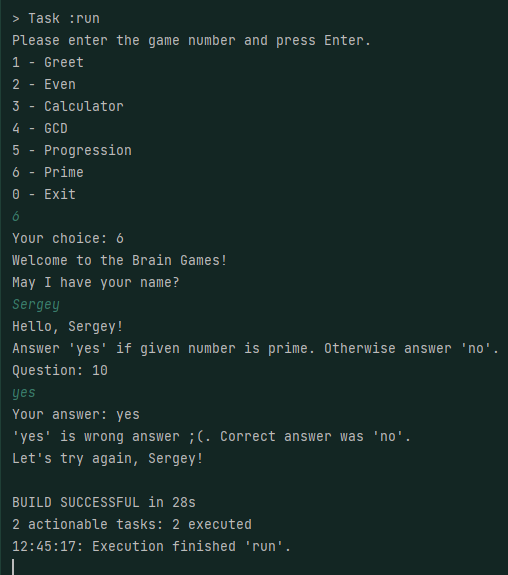 > Task :run
Please enter the game number and press Enter.
1 - Greet
2 - Even
3 - Calculator
4 - GCD
5 - Progression
6 - Prime
0 - Exit
6
Your choice: 6
Welcome to the Brain Games!
May I have your name?
Sergey
Hello, Sergey!
Answer 'yes' if given number is prime. Otherwise answer 'no'.
Question: 10
yes
Your answer: yes
'yes' is wrong answer ;(. Correct answer was 'no'.
Let's try again, Sergey!
BUILD SUCCESSFUL in 28s
2 actionable tasks: 2 executed
12:45:17: Execution finished 'run'.